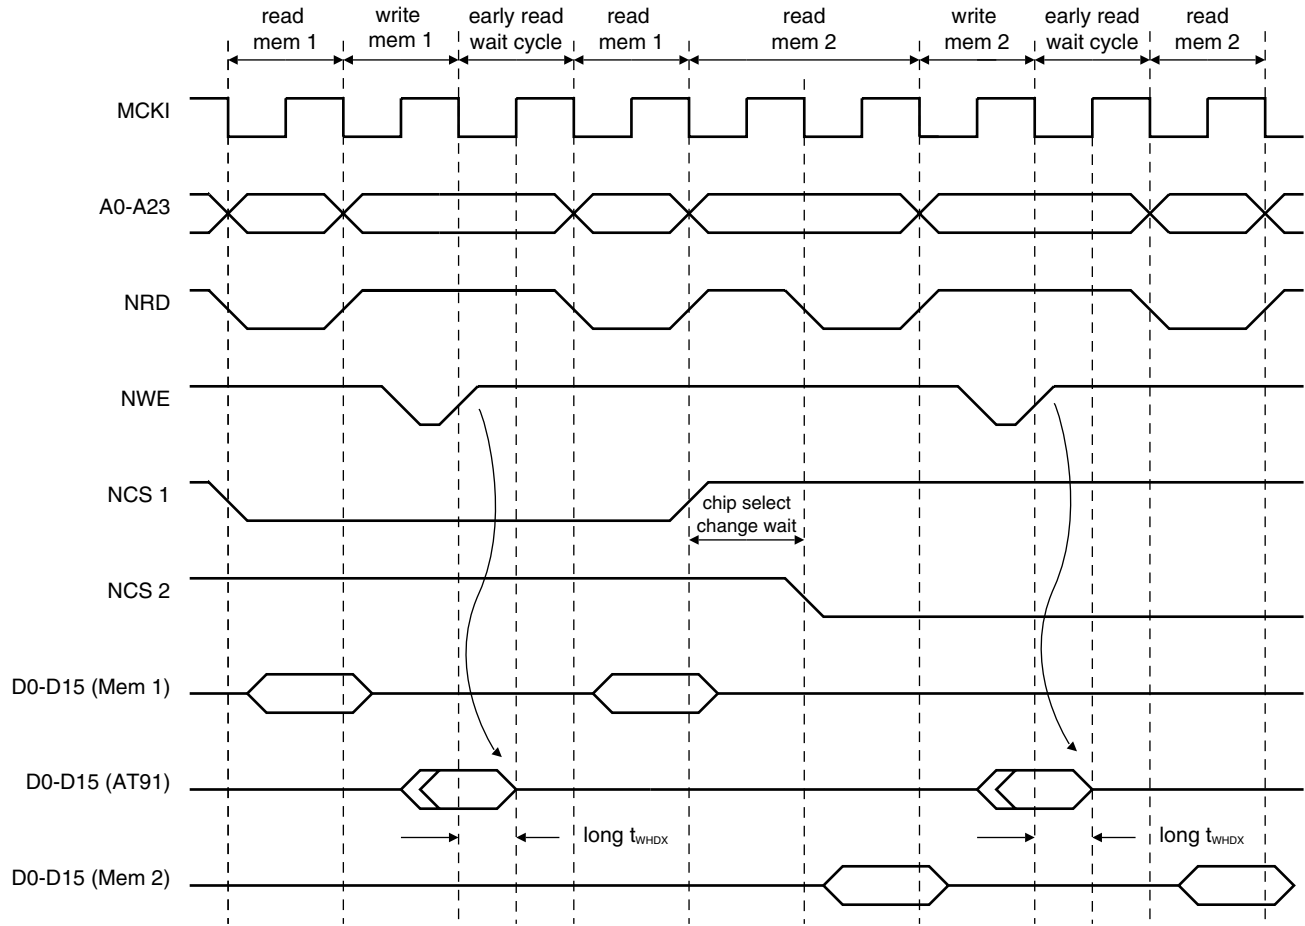 read
mem 1
write
mem 1
early read
wait cycle
read
mem 1
read
mem 2
write
mem 2
early read
wait cycle
read
mem 2
MCKI
A0-A23
NRD
NWE
NCS 1
chip select
change wait
NCS 2
D0-D15 (Mem 1)
D0-D15 (AT91)
long tWHDX
long tWHDX
D0-D15 (Mem 2)